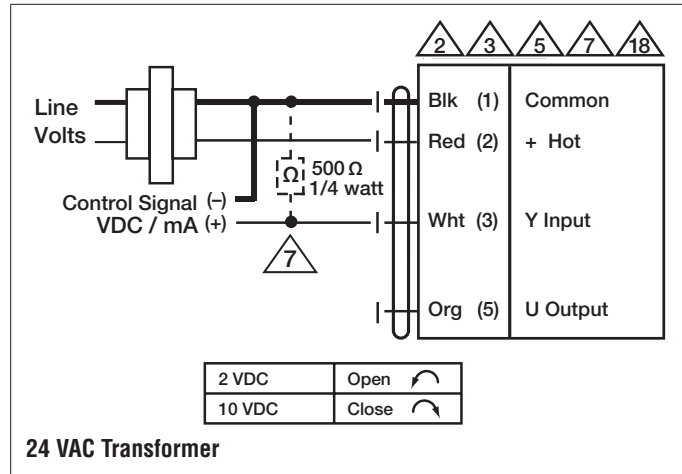 2 3 5 7 18
Line
Volts
Blk (1) Common
Red (2) + Hot
Ω 500 Ω
1/4 watt
Control Signal (–)
VDC / mA (+)
Wht (3) Y Input
7
Org (5) U Output
2 VDC Open
10 VDC Close
24 VAC Transformer